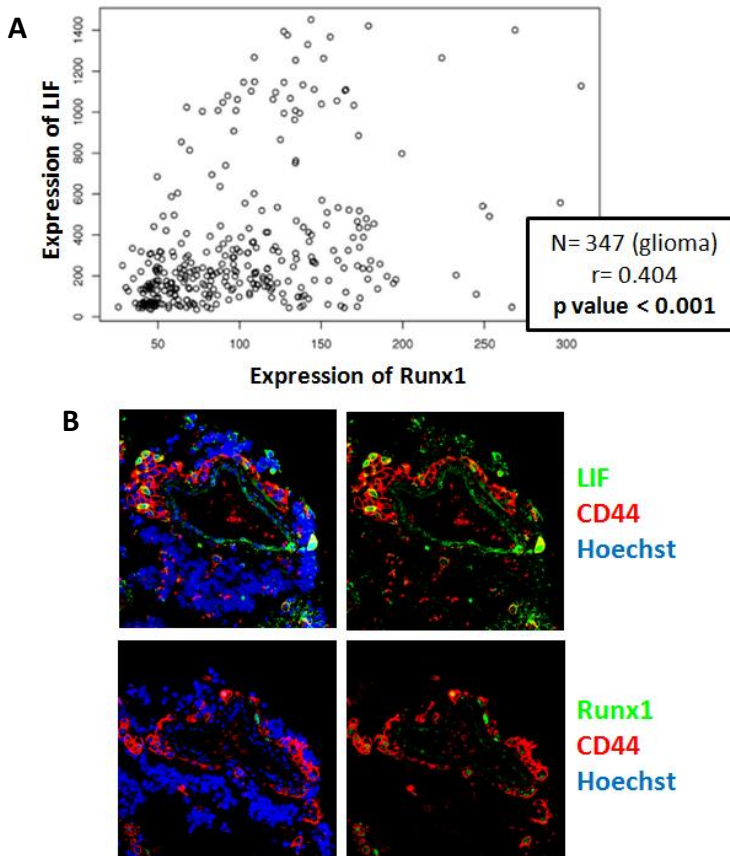 A
Expression of LIF
1400
1200
1000
800
600
400
200
0
50
100
150
200
250
300
Expression of Runx1
N= 347 (glioma)
r= 0.404
p value < 0.001
B
LIF
CD44
Hoechst
Runx1
CD44
Hoechst